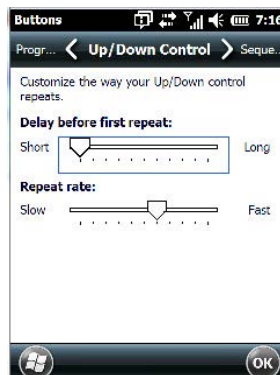 Buttons 7:16
Progr... Up/Down Control Seque...
Customize the way your Up/Down control
repeats.
Delay before first repeat:
Short Long
Repeat rate:
Slow Fast
OK